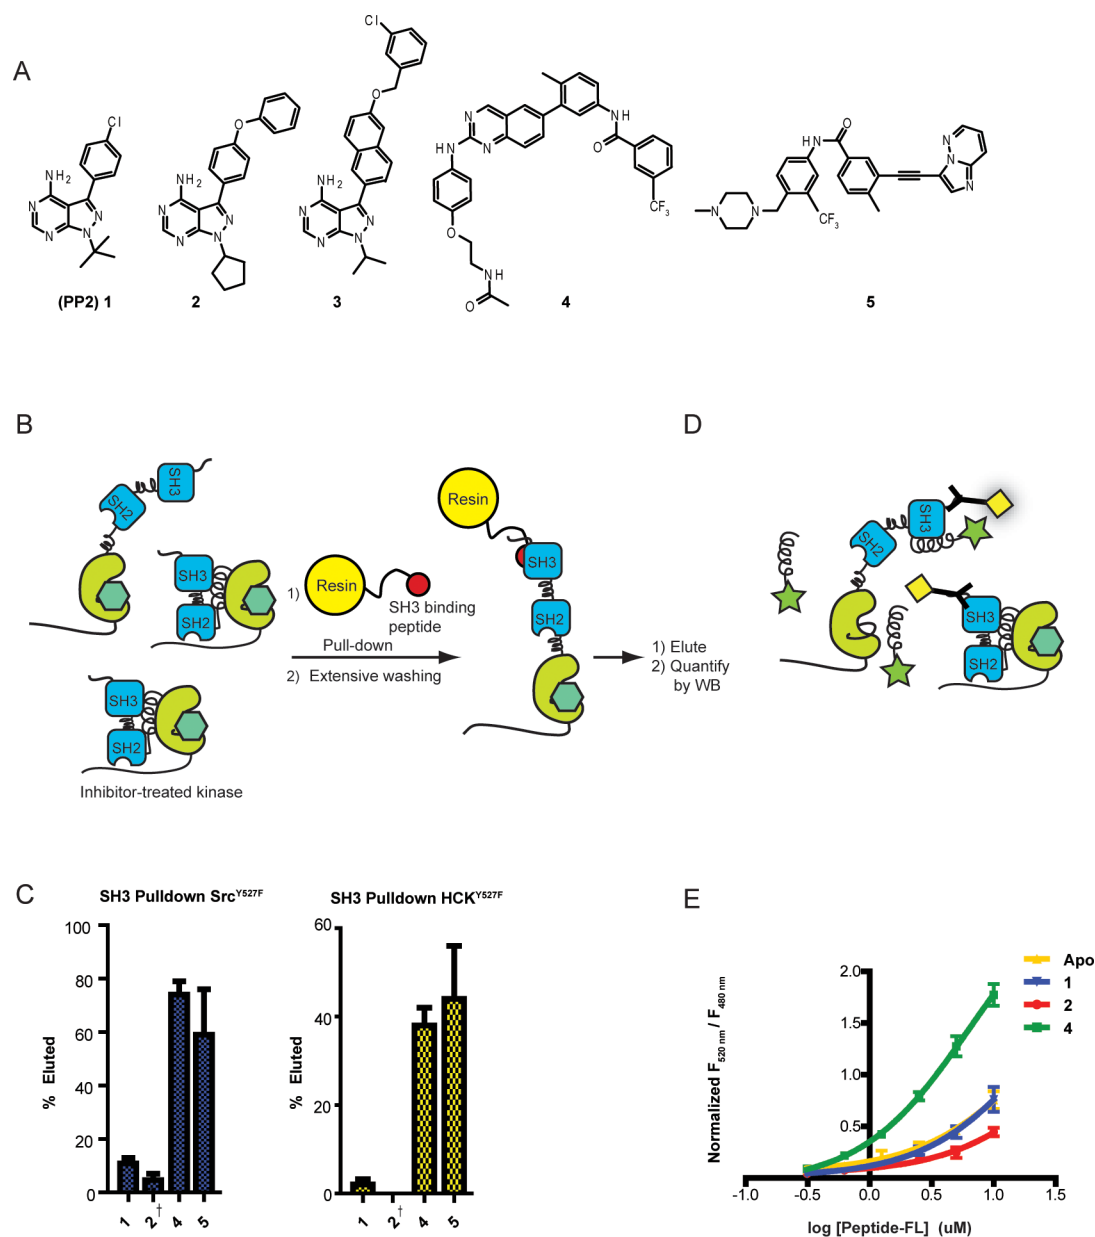 A
Cl
NH2
N
N
N
N
N
(PP2) 1
O
NH2
N
N
N
N
N
2
Cl
O
NH2
N
N
N
N
N
3
N
N
HN
O
N
H
O
H
N
O
CF3
4
N
N
CF3
HN
O
N
N
N
5
B
SH3
SH2
SH3
SH2
SH3
SH2
Inhibitor-treated kinase
1)
Resin
SH3 binding
peptide
Pull-down
2) Extensive washing
Resin
SH3
SH2
1) Elute
2) Quantify
by WB
D
SH3
SH2
SH3
SH2
C
SH3 Pulldown SrcY527F
% Eluted
100
80
60
40
20
0
1
2†
4
5
SH3 Pulldown HCKY527F
% Eluted
60
40
20
0
1
2†
4
5
E
Normalized F520 nm / F480 nm
2.0
1.5
1.0
0.5
-1.0
-0.5
0.0
0.5
1.0
1.5
log [Peptide-FL] (uM)
Apo
1
2
4